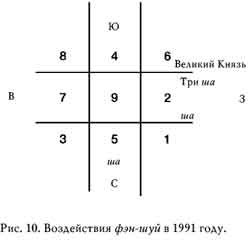 Ю
8 4 6
Великий Князь
Три ша
В 7 9 2 З
ша
3 5 1
ша
С
Рис. 10. Воздействия фэн-шуй в 1991 году.